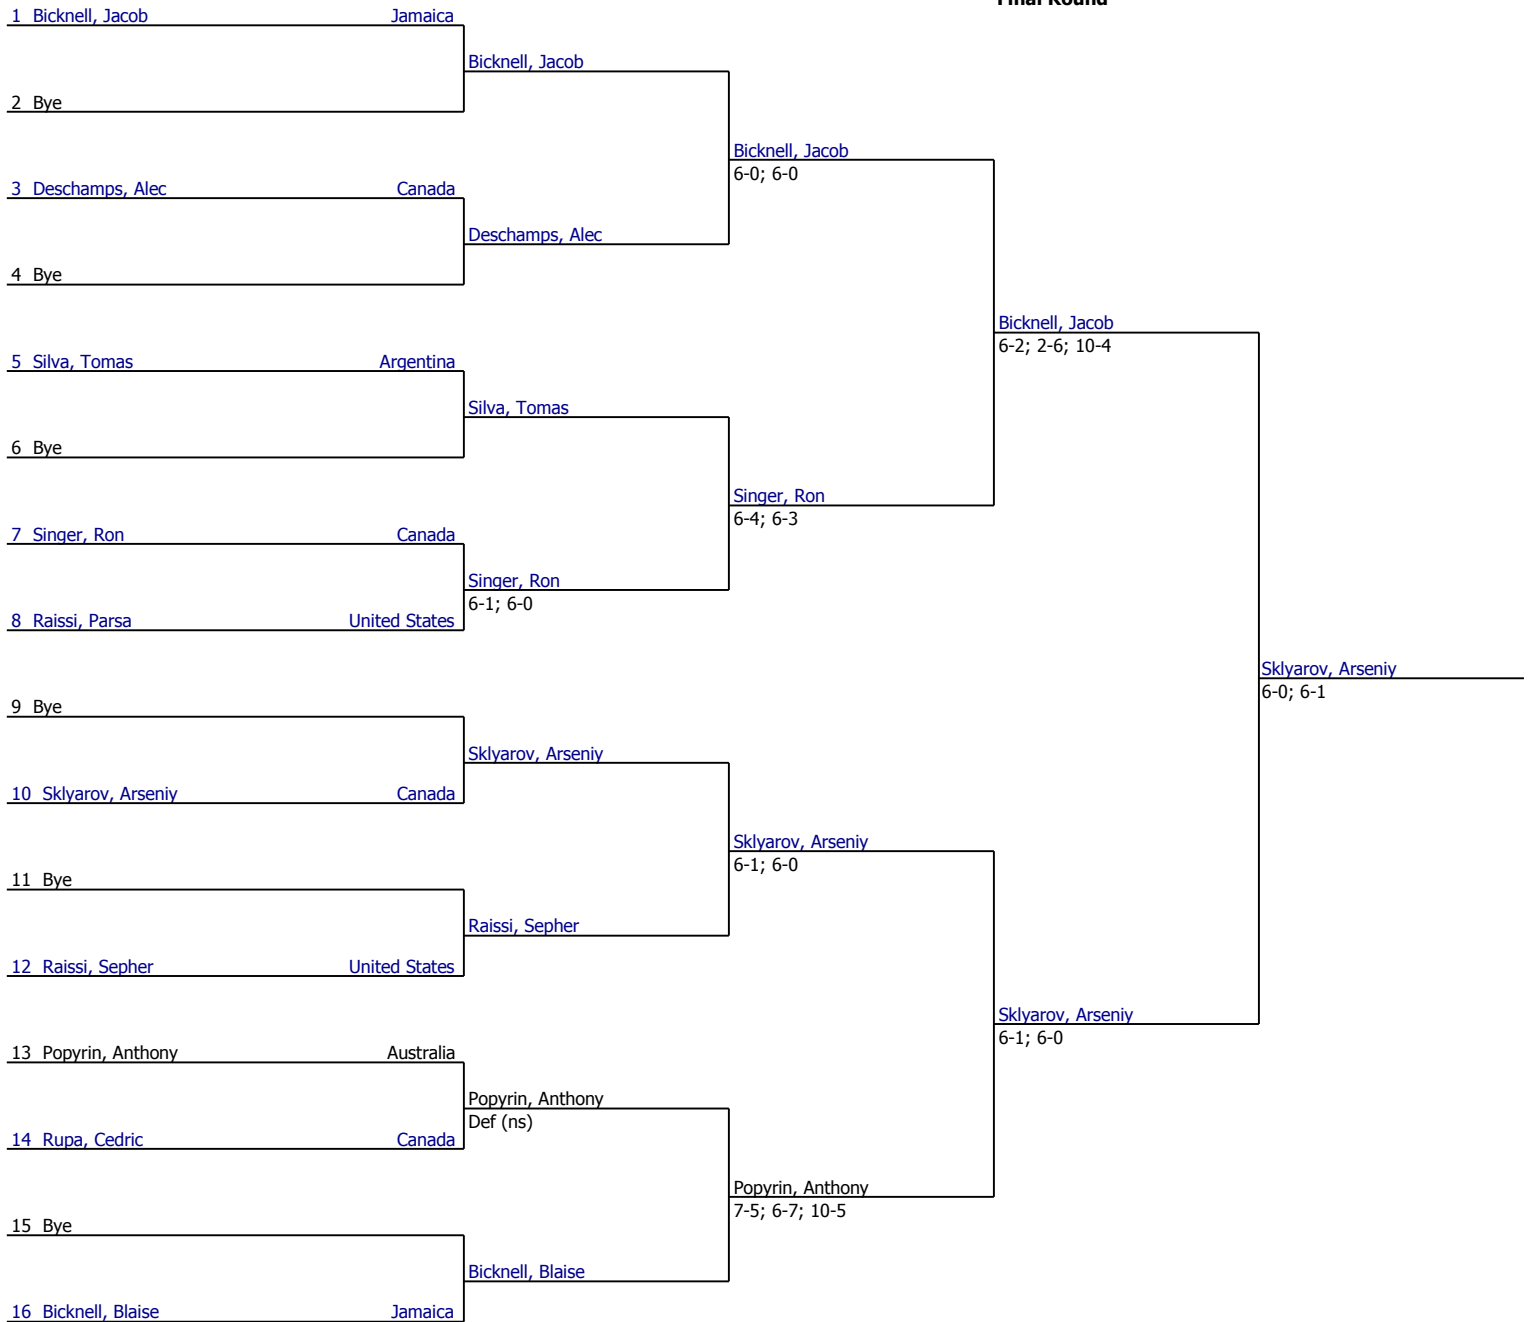 Final Round
1 Bicknell, Jacob Jamaica
Bicknell, Jacob
2 Bye
Bicknell, Jacob
6-0; 6-0
3 Deschamps, Alec Canada
Deschamps, Alec
4 Bye
Bicknell, Jacob
6-2; 2-6; 10-4
5 Silva, Tomas Argentina
Silva, Tomas
6 Bye
Singer, Ron
6-4; 6-3
7 Singer, Ron Canada
Singer, Ron
6-1; 6-0
8 Raissi, Parsa United States
Sklyarov, Arseniy
6-0; 6-1
9 Bye
Sklyarov, Arseniy
10 Sklyarov, Arseniy Canada
Sklyarov, Arseniy
6-1; 6-0
11 Bye
Raissi, Sepher
12 Raissi, Sepher United States
Sklyarov, Arseniy
6-1; 6-0
13 Popyrin, Anthony Australia
Popyrin, Anthony
Def (ns)
14 Rupa, Cedric Canada
Popyrin, Anthony
7-5; 6-7; 10-5
15 Bye
Bicknell, Blaise
16 Bicknell, Blaise Jamaica